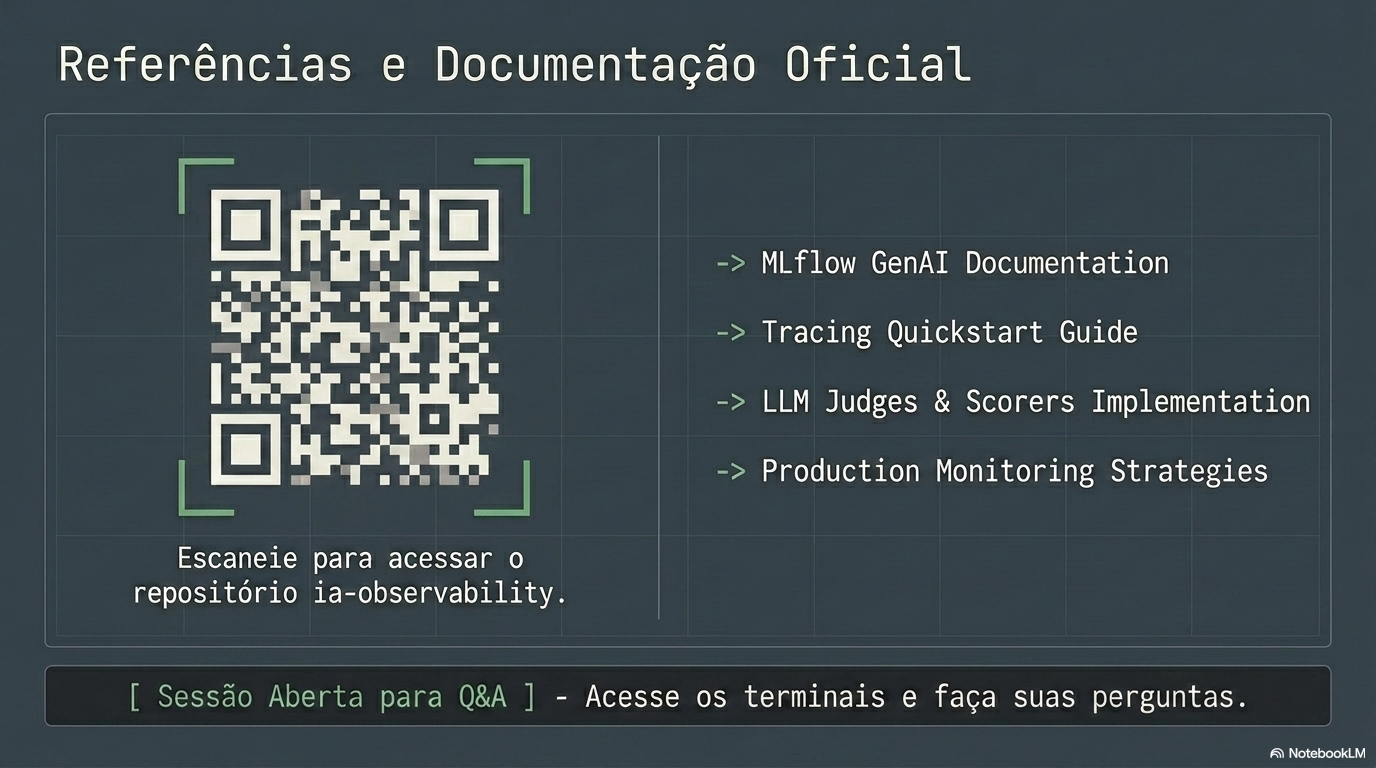 Referências e Documentação Oficial
Escaneie para acessar o
repositório ia-observability.
-> MLflow GenAI Documentation
-> Tracing Quickstart Guide
-> LLM Judges & Scorers Implementation
-> Production Monitoring Strategies
[ Sessão Aberta para Q&A ] - Acesse os terminais e faça suas perguntas.
NotebookLM